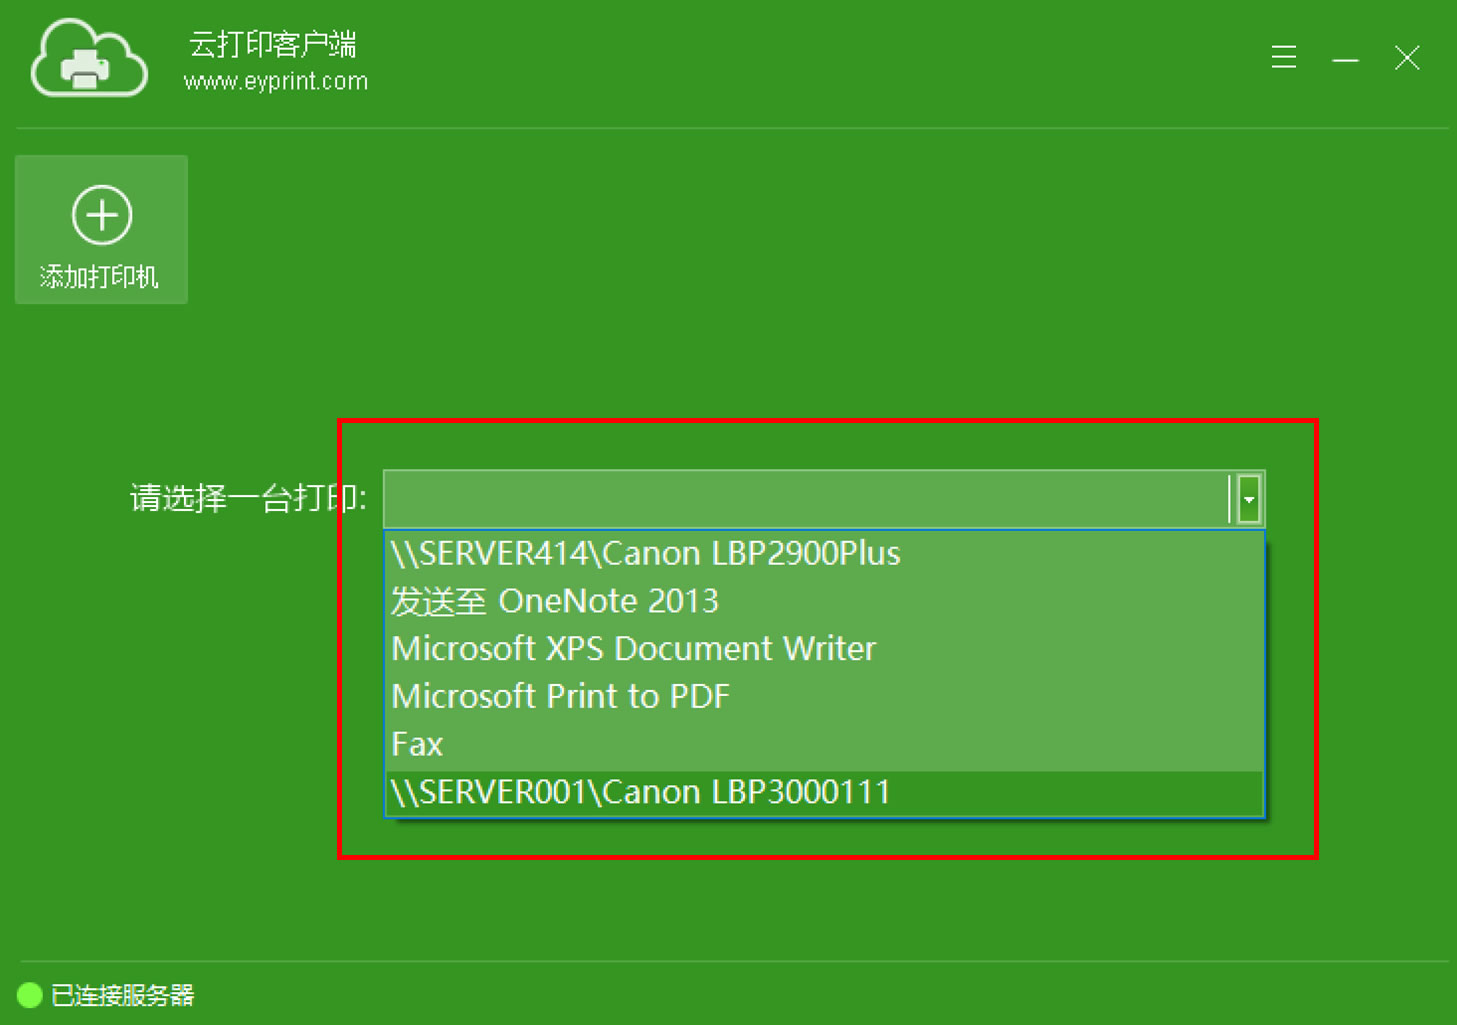 云打印客户端
www.eyprint.com
添加打印机
请选择一台打印:
\\SERVER414\Canon LBP2900Plus
发送至 OneNote 2013
Microsoft XPS Document Writer
Microsoft Print to PDF
Fax
\\SERVER001\Canon LBP3000111
已连接服务器